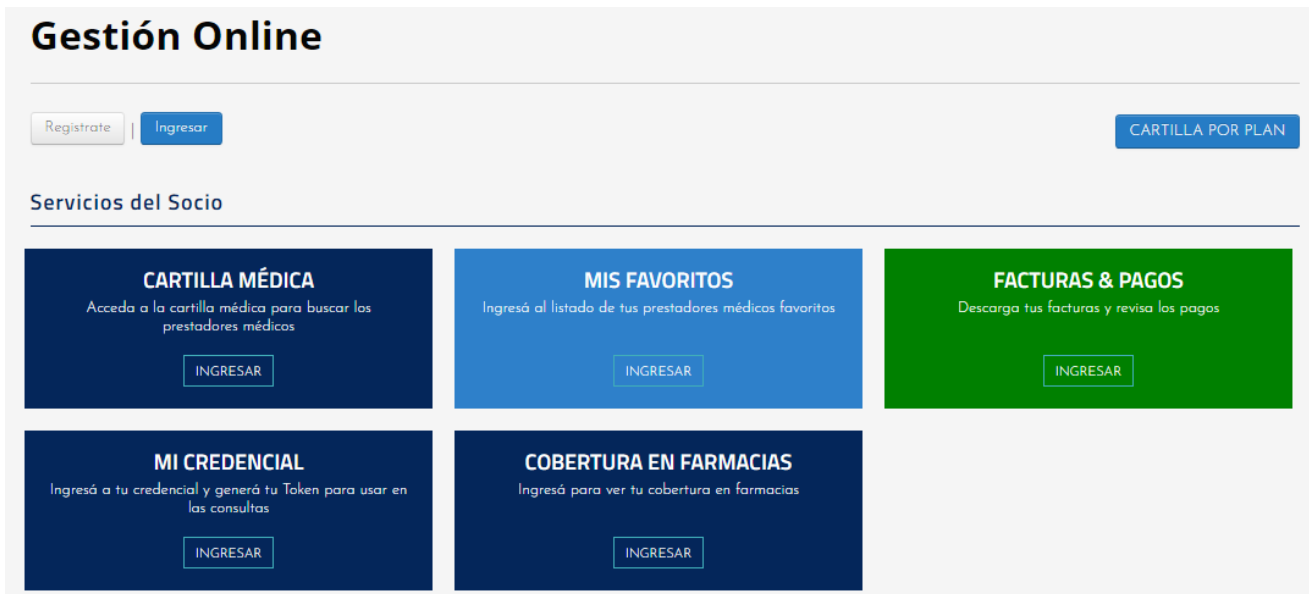 Gestión Online
Registrate | Ingresar
CARTILLA POR PLAN
Servicios del Socio
CARTILLA MÉDICA
Acceda a la cartilla médica para buscar los
prestadores médicos
INGRESAR
MIS FAVORITOS
Ingresá al listado de tus prestadores médicos favoritos
INGRESAR
FACTURAS & PAGOS
Descarga tus facturas y revisa los pagos
INGRESAR
MI CREDENCIAL
Ingresá a tu credencial y generá tu Token para usar en
las consultas
INGRESAR
COBERTURA EN FARMACIAS
Ingresá para ver tu cobertura en farmacias
INGRESAR